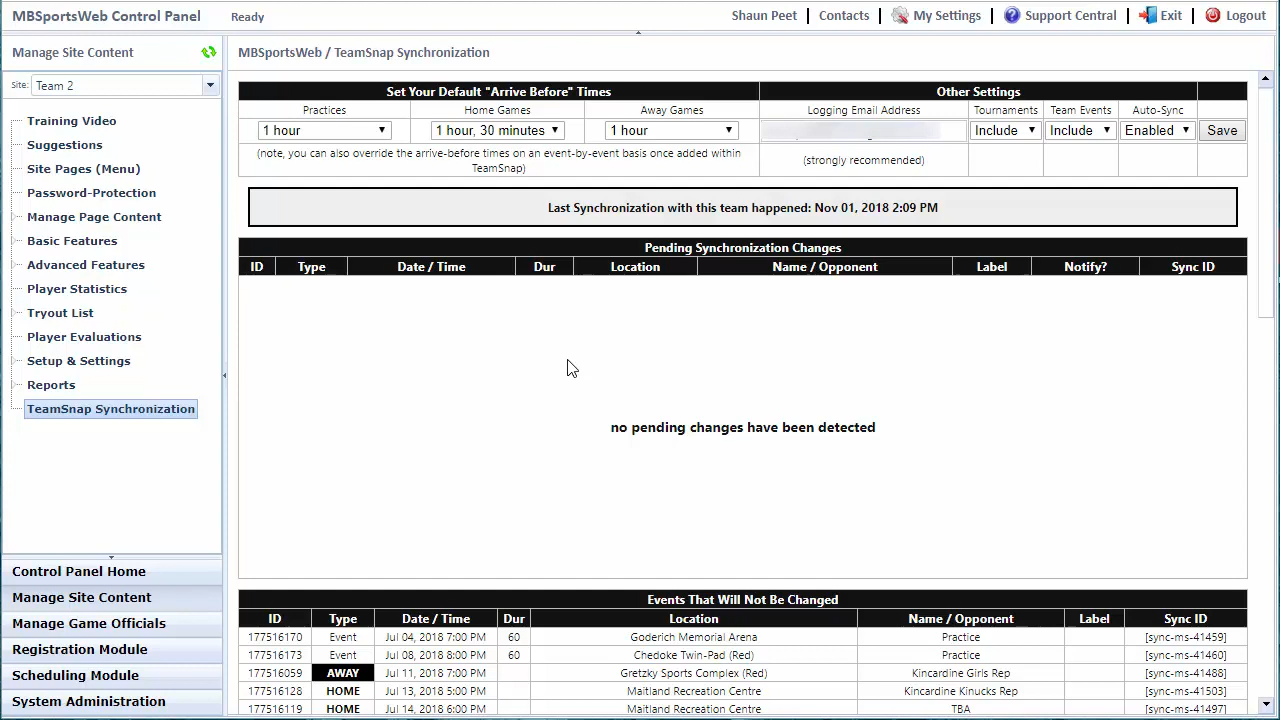 MBSportsWeb Control Panel
Ready
Shaun Peet
Contacts
My Settings
Support Central
Exit
Logout
Manage Site Content
Site: Team 2
Training Video
Suggestions
Site Pages (Menu)
Password-Protection
Manage Page Content
Basic Features
Advanced Features
Player Statistics
Tryout List
Player Evaluations
Setup & Settings
Reports
TeamSnap Synchronization
Control Panel Home
Manage Site Content
Manage Game Officials
Registration Module
Scheduling Module
System Administration
MBSportsWeb / TeamSnap Synchronization
Set Your Default "Arrive Before" Times Other Settings
Practices Home Games Away Games Logging Email Address Tournaments Team Events Auto-Sync
1 hour 1 hour, 30 minutes 1 hour Include Include Enabled Save
(note, you can also override the arrive-before times on an event-by-event basis once added within
TeamSnap)
(strongly recommended)
Last Synchronization with this team happened: Nov 01, 2018 2:09 PM
Pending Synchronization Changes
ID Type Date / Time Dur Location Name / Opponent Label Notify? Sync ID
no pending changes have been detected
Events That Will Not Be Changed
ID Type Date / Time Dur Location Name / Opponent Label Sync ID
177516170 Event Jul 04, 2018 7:00 PM 60 Goderich Memorial Arena Practice [sync-ms-41459]
177516173 Event Jul 08, 2018 8:00 PM 60 Chedoke Twin-Pad (Red) Practice [sync-ms-41460]
177516059 AWAY Jul 11, 2018 7:00 PM Gretzky Sports Complex (Red) Kincardine Girls Rep [sync-ms-41488]
177516128 HOME Jul 13, 2018 5:00 PM Maitland Recreation Centre Kincardine Kinucks Rep [sync-ms-41503]
177516119 HOME Jul 14, 2018 6:00 PM Maitland Recreation Centre TBA [sync-ms-41497]